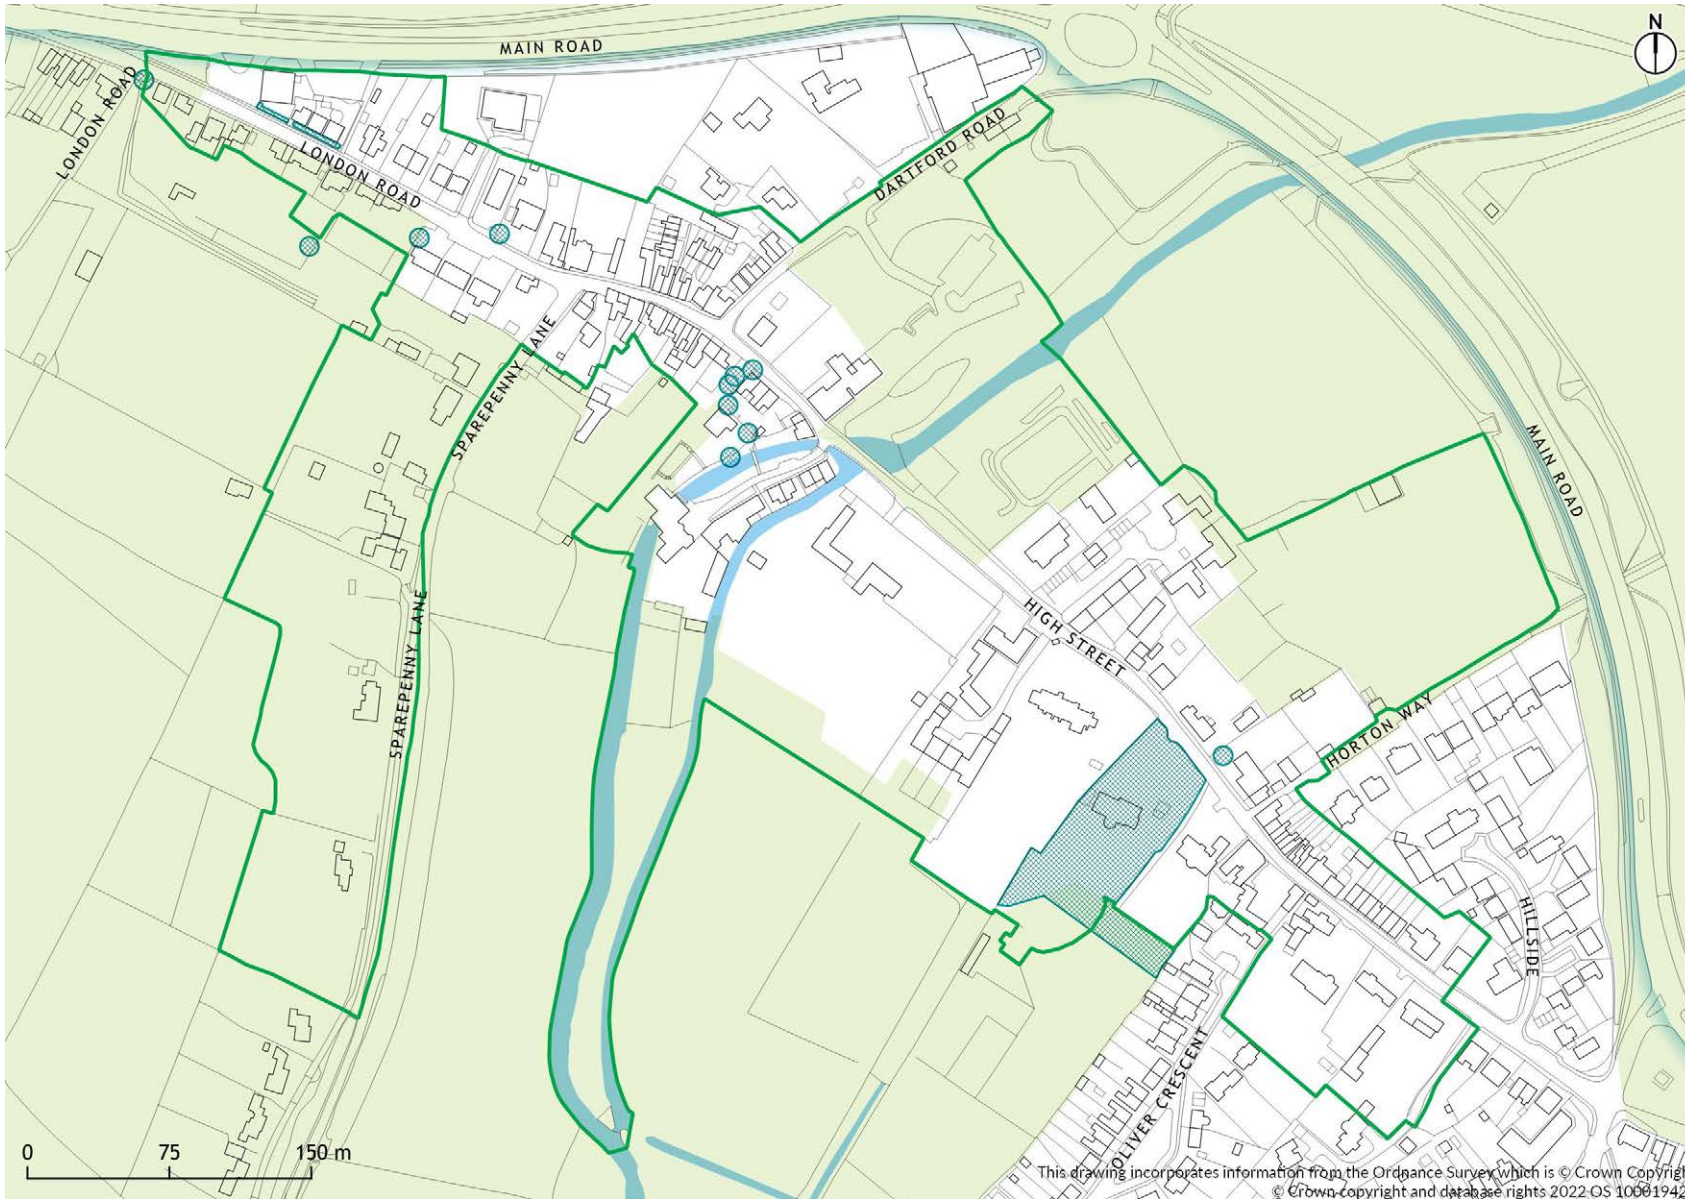 MAIN ROAD
N
LONDON ROAD
LONDON ROAD
DARTFORD ROAD
SPAREPENNY LANE
MAIN ROAD
HIGH STREET
SPAREPENNY LANE
HORTON WAY
HILLSIDE
OLIVER CRESCENT
0 75 150 m
This drawing incorporates information from the Ordnance Survey which is © Crown Copyrigh
© Crown copyright and database rights 2022 OS 10001942